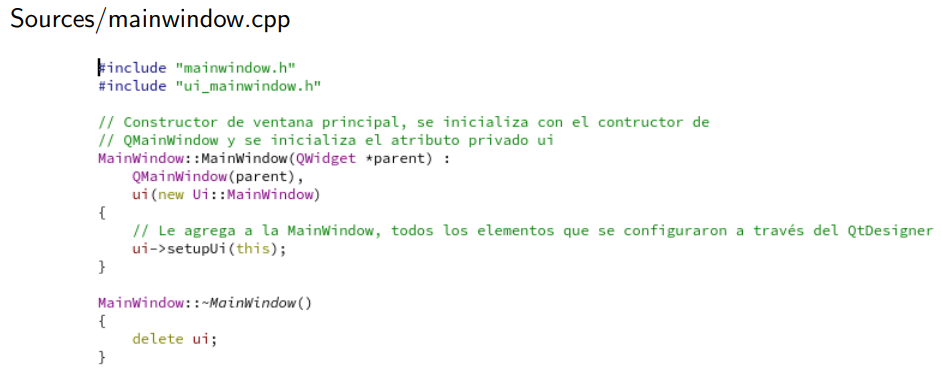 Sources/mainwindow.cpp
#include "mainwindow.h"
#include "ui_mainwindow.h"
// Constructor de ventana principal, se inicializa con el contructor de
// QMainWindow y se inicializa el atributo privado ui
MainWindow::MainWindow(QWidget *parent) :
QMainWindow(parent),
ui(new Ui::MainWindow)
{
// Le agrega a la MainWindow, todos los elementos que se configuraron a través del QtDesigner
ui->setupUi(this);
}
MainWindow::~MainWindow()
{
delete ui;
}